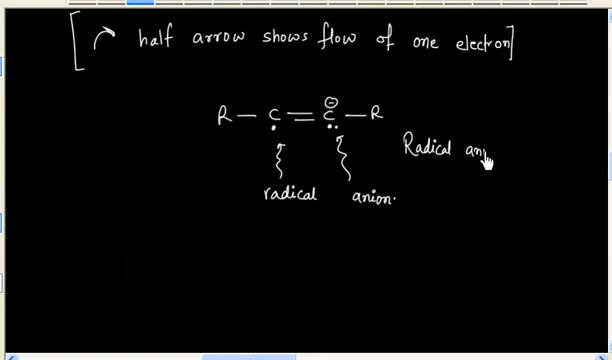 [ half arrow shows flow of one electron]
⊖
R — C = C — R
Radical an
radical anion.